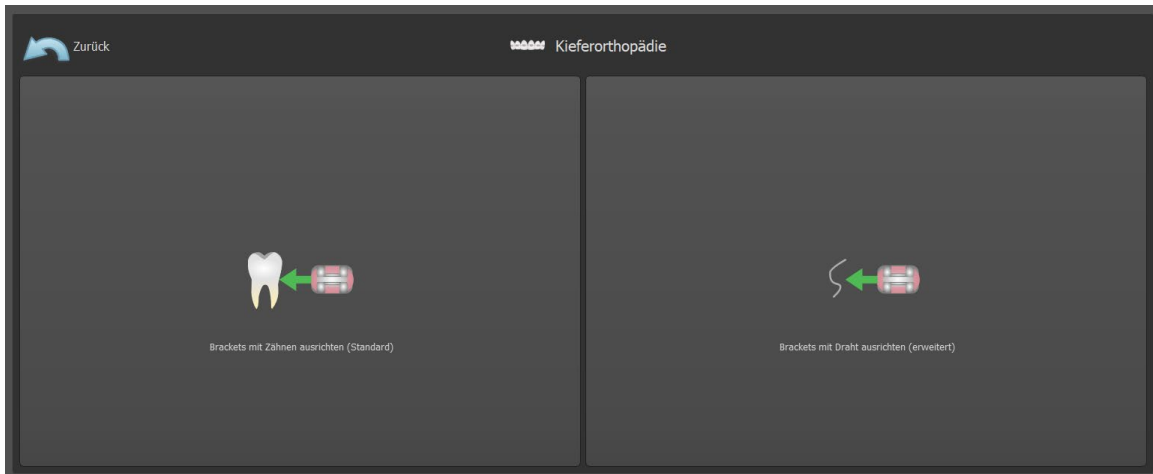 Zurück
Kieferorthopädie
Brackets mit Zähnen ausrichten (Standard)
Brackets mit Draht ausrichten (erweitert)